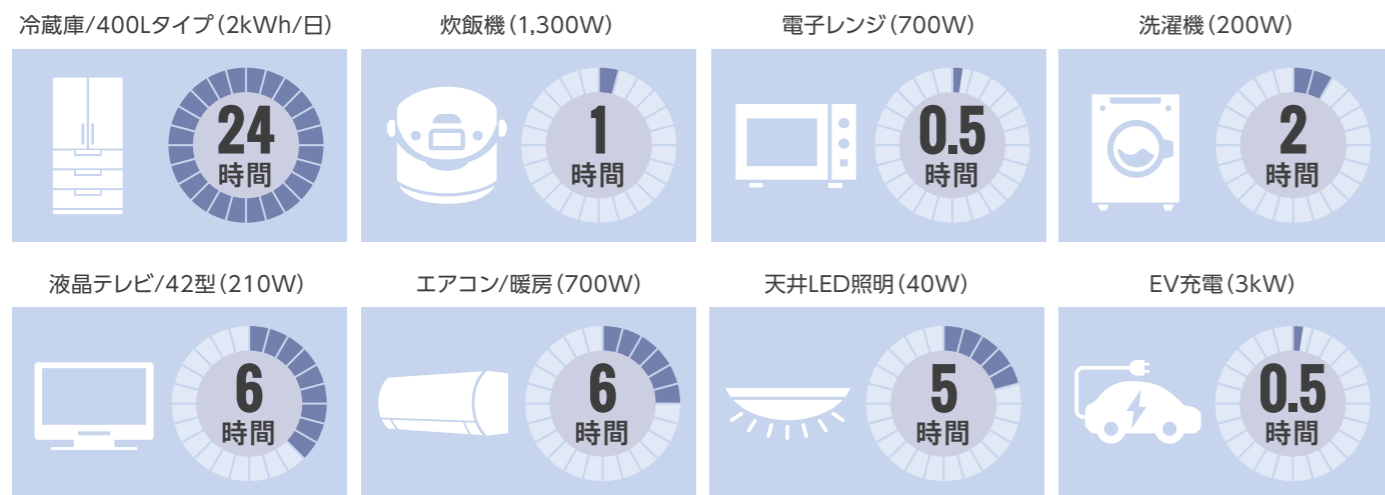 冷蔵庫/400Lタイプ(2kWh/日)
24
時間
炊飯機(1,300W)
1
時間
電子レンジ(700W)
0.5
時間
洗濯機(200W)
2
時間
液晶テレビ/42型(210W)
6
時間
エアコン/暖房(700W)
6
時間
天井LED照明(40W)
5
時間
EV充電(3kW)
0.5
時間